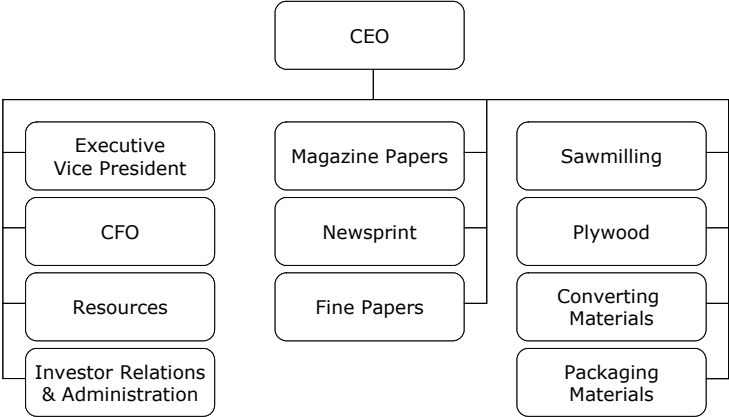 CEO
Executive
Vice President
CFO
Resources
Investor Relations
& Administration
Magazine Papers
Newsprint
Fine Papers
Sawmilling
Plywood
Converting
Materials
Packaging
Materials